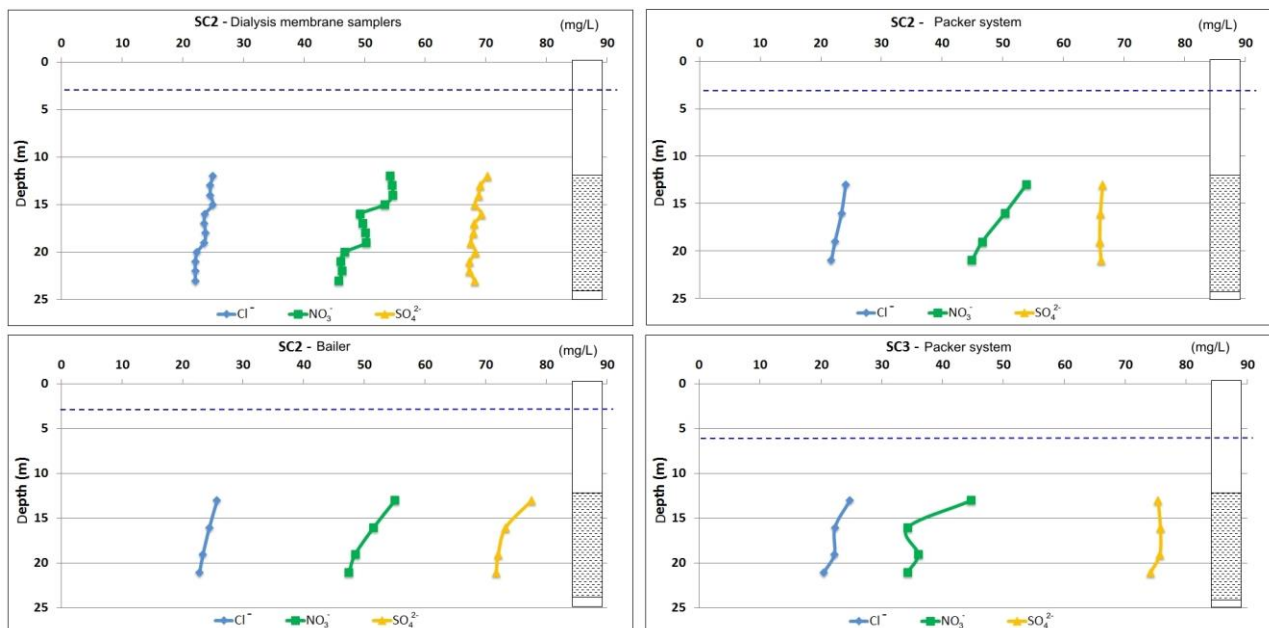 SC2 - Dialysis membrane samplers (mg/L)
0 10 20 30 40 50 60 70 80 90
0
5
10
15
20
25
Depth (m)
Cl⁻ NO₃⁻ SO₄²⁻
SC2 - Packer system (mg/L)
0 10 20 30 40 50 60 70 80 90
0
5
10
15
20
25
Depth (m)
Cl⁻ NO₃⁻ SO₄²⁻
SC2 - Bailer (mg/L)
0 10 20 30 40 50 60 70 80 90
0
5
10
15
20
25
Depth (m)
Cl⁻ NO₃⁻ SO₄²⁻
SC3 - Packer system (mg/L)
0 10 20 30 40 50 60 70 80 90
0
5
10
15
20
25
Depth (m)
Cl⁻ NO₃⁻ SO₄²⁻